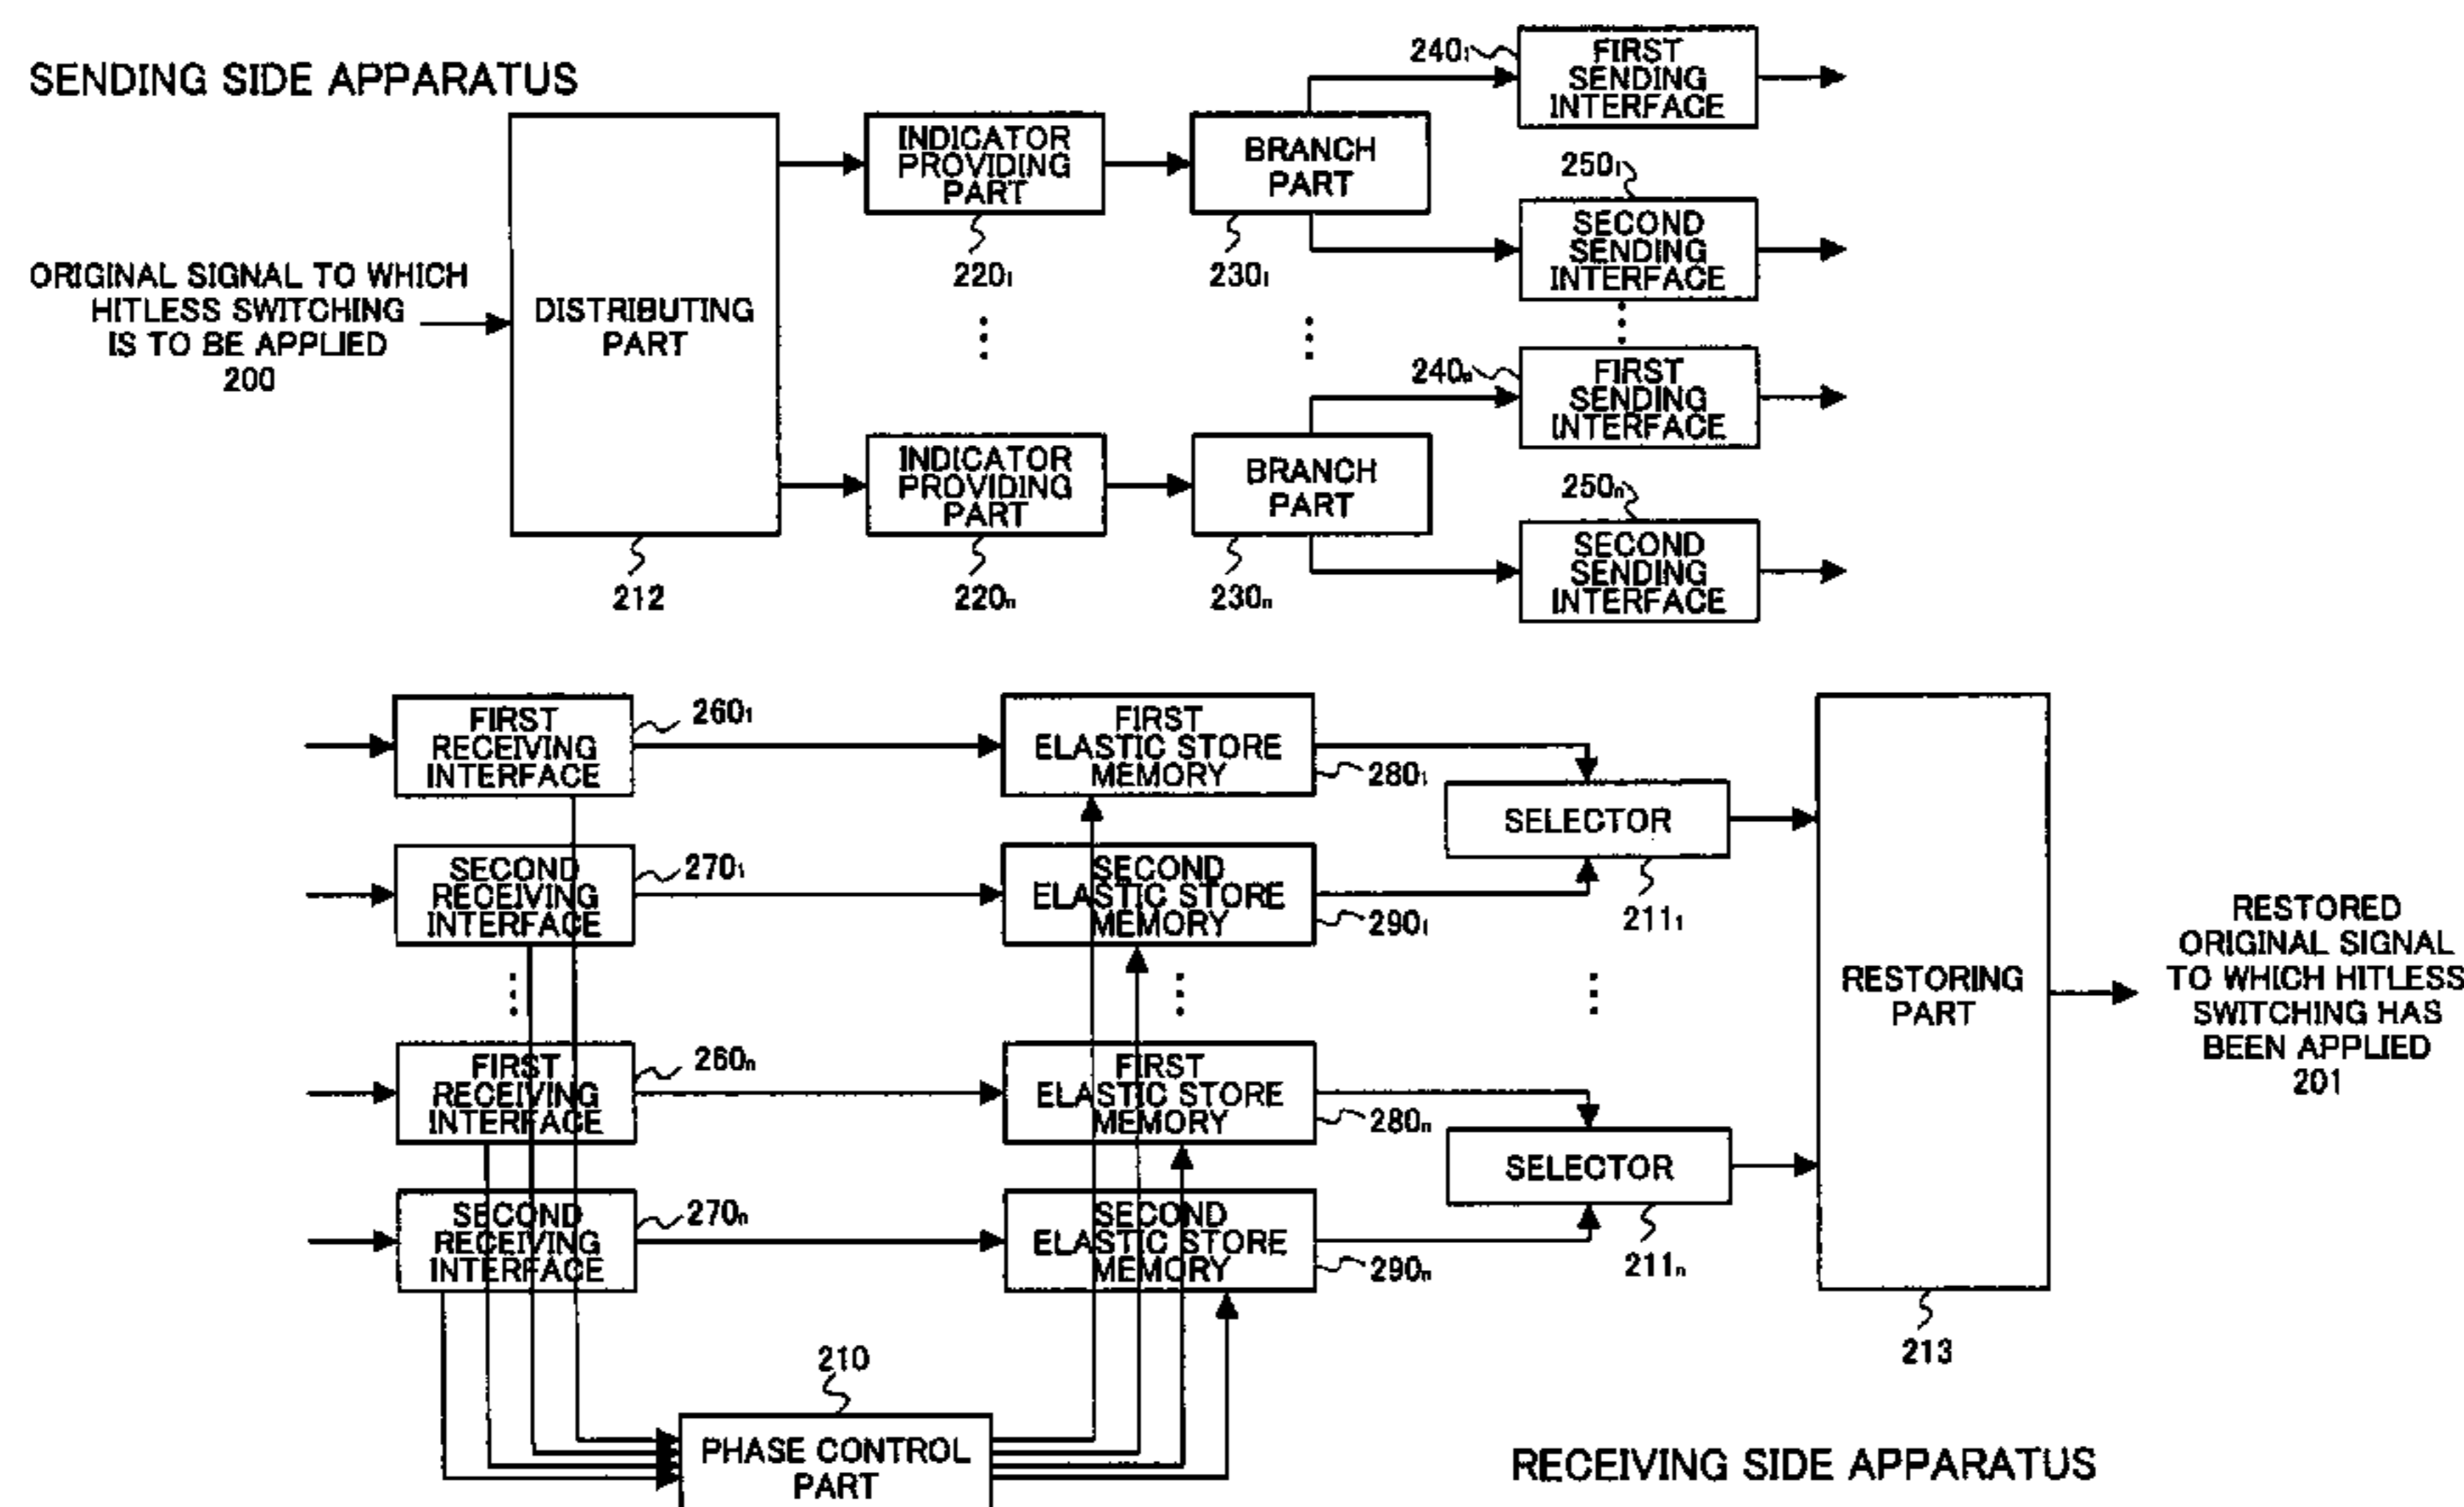 SENDING SIDE APPARATUS
240₁
FIRST
SENDING
INTERFACE
INDICATOR
PROVIDING
PART
BRANCH
PART
250₁
SECOND
SENDING
INTERFACE
220₁
230₁
ORIGINAL SIGNAL TO WHICH
HITLESS SWITCHING
IS TO BE APPLIED
200
DISTRIBUTING
PART
240ₙ
FIRST
SENDING
INTERFACE
INDICATOR
PROVIDING
PART
BRANCH
PART
250ₙ
SECOND
SENDING
INTERFACE
212
220ₙ
230ₙ
FIRST
RECEIVING
INTERFACE
260₁
FIRST
ELASTIC STORE
MEMORY
280₁
SELECTOR
211₁
SECOND
RECEIVING
INTERFACE
270₁
SECOND
ELASTIC STORE
MEMORY
290₁
RESTORING
PART
RESTORED
ORIGINAL SIGNAL
TO WHICH HITLESS
SWITCHING HAS
BEEN APPLIED
201
FIRST
RECEIVING
INTERFACE
260ₙ
FIRST
ELASTIC STORE
MEMORY
280ₙ
SELECTOR
211ₙ
SECOND
RECEIVING
INTERFACE
270ₙ
SECOND
ELASTIC STORE
MEMORY
290ₙ
213
210
PHASE CONTROL
PART
RECEIVING SIDE APPARATUS